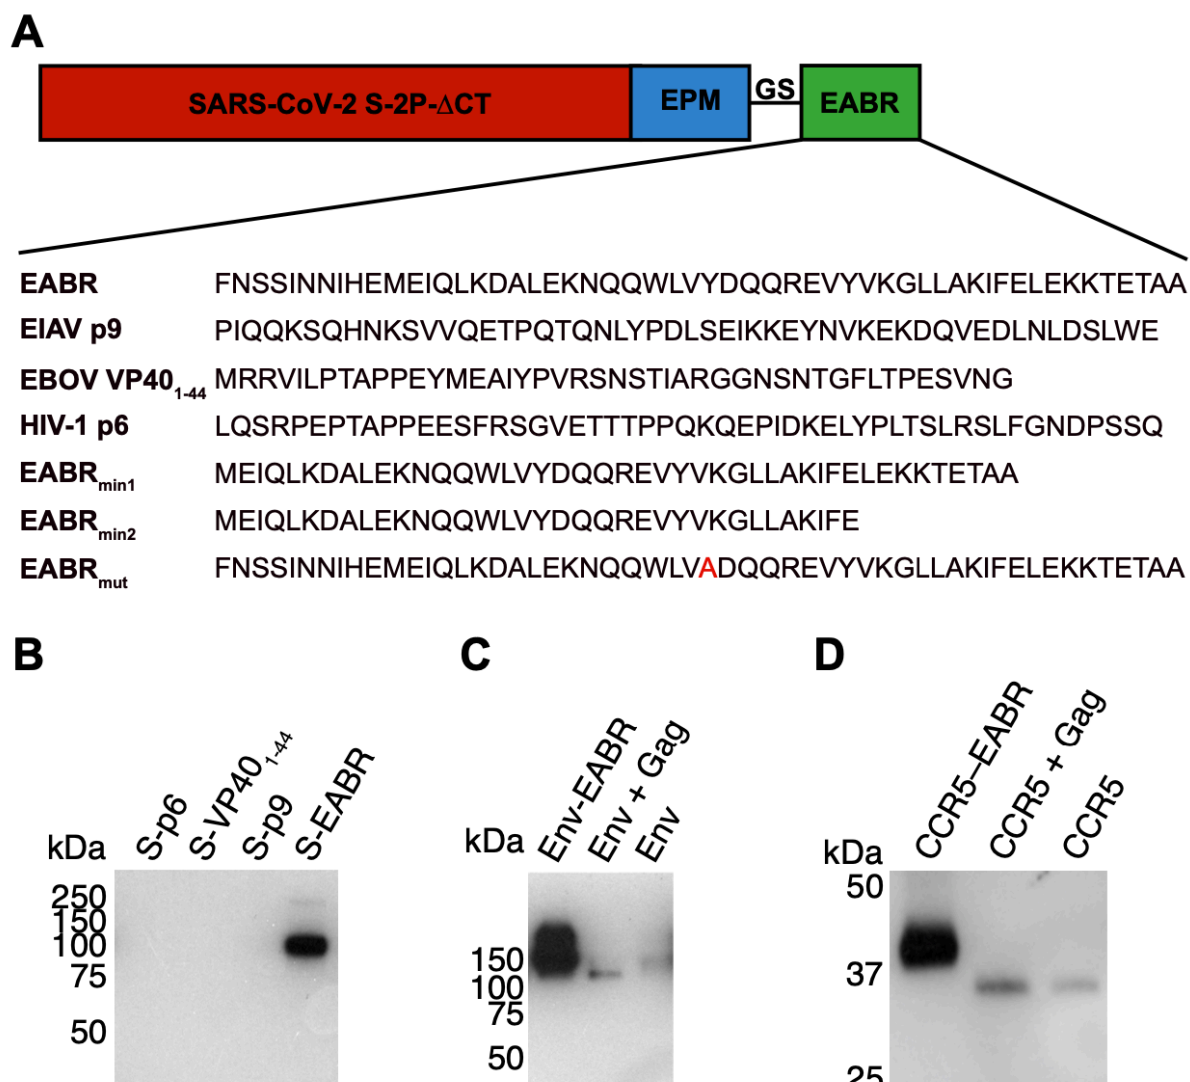 A
SARS-CoV-2 S-2P-ΔCT EPM GS EABR
EABR FNSSINNIHEMEIQLKDALEKNQQWLVYDQQREVYVKGLLAKIFELEKKTETAA
EIAV p9 PIQQKSQHNKSVVQETPQTQNLYPDLSEIKKEYNVKEKDQVEDLNLDSLWE
EBOV VP40₁₋₄₄ MRRVILPTAPPEYMEAIYPVRSNSTIARGGNSNTGFLTPESVNG
HIV-1 p6 LQSRPEPTAPPEESFRSGVETTTPPQKQEPIDKELYPLTSLRSLFGNDPSSQ
EABRmin1 MEIQLKDALEKNQQWLVYDQQREVYVKGLLAKIFELEKKTETAA
EABRmin2 MEIQLKDALEKNQQWLVYDQQREVYVKGLLAKIFE
EABRmut FNSSINNIHEMEIQLKDALEKNQQWLVADQQREVYVKGLLAKIFELEKKTETAA
B
kDa S-p6 S-VP40₁₋₄₄ S-p9 S-EABR
250
150
100
75
50
C
kDa Env-EABR Env + Gag Env
150
100
75
50
D
kDa CCR5–EABR CCR5 + Gag CCR5
50
37
25